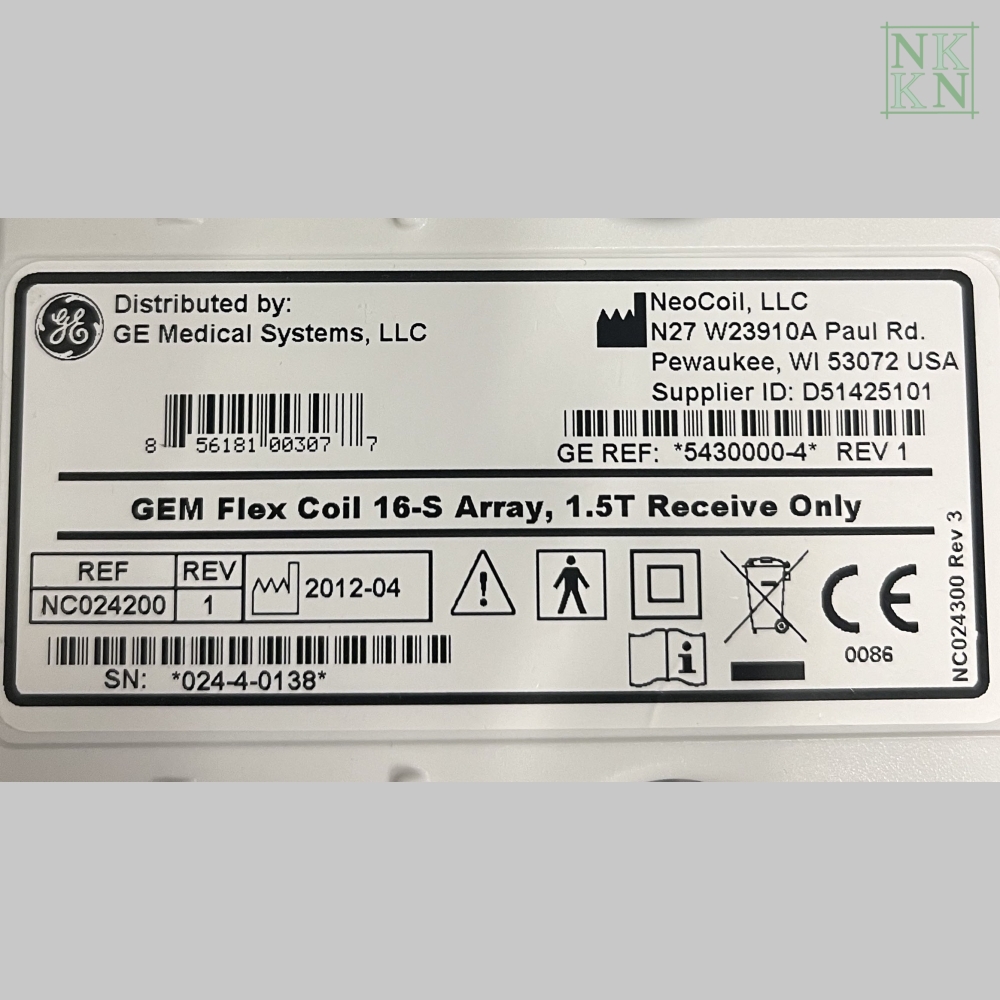 NK
KN
GE
Distributed by:
GE Medical Systems, LLC
8 56181 00307 7
NeoCoil, LLC
N27 W23910A Paul Rd.
Pewaukee, WI 53072 USA
Supplier ID: D51425101
GE REF: *5430000-4* REV 1
GEM Flex Coil 16-S Array, 1.5T Receive Only
REF REV
NC024200 1
2012-04
SN: *024-4-0138*
!
i
CE
0086
NC024300 Rev 3